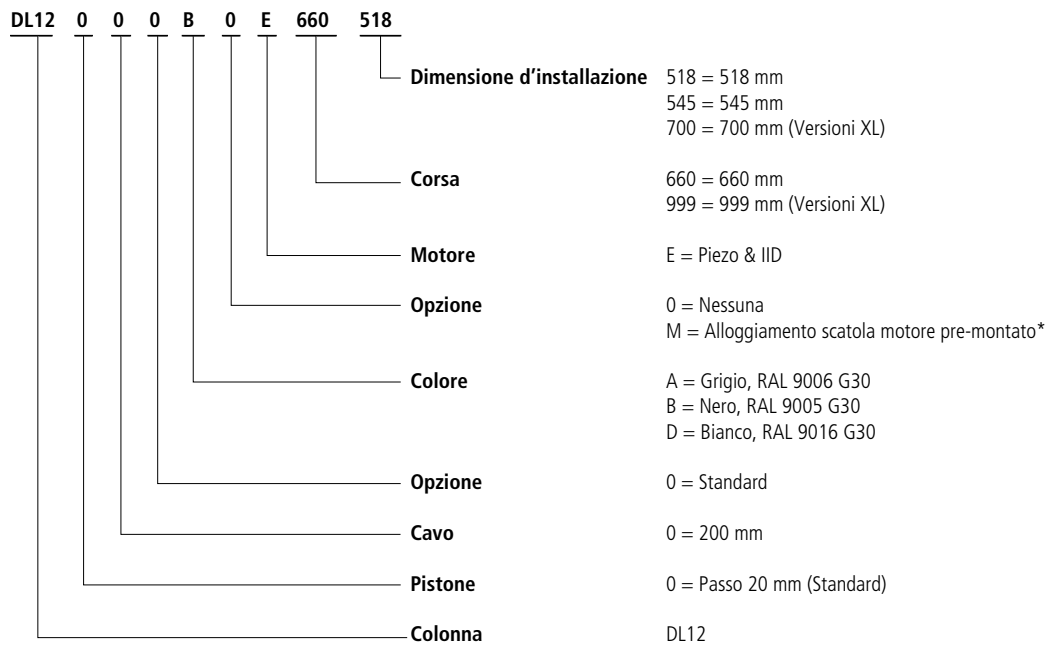 DL12 0 0 0 B 0 E 660 518
Dimensione d’installazione 518 = 518 mm
545 = 545 mm
700 = 700 mm (Versioni XL)
Corsa 660 = 660 mm
999 = 999 mm (Versioni XL)
Motore E = Piezo & IID
Opzione 0 = Nessuna
M = Alloggiamento scatola motore pre-montato*
Colore A = Grigio, RAL 9006 G30
B = Nero, RAL 9005 G30
D = Bianco, RAL 9016 G30
Opzione 0 = Standard
Cavo 0 = 200 mm
Pistone 0 = Passo 20 mm (Standard)
Colonna DL12